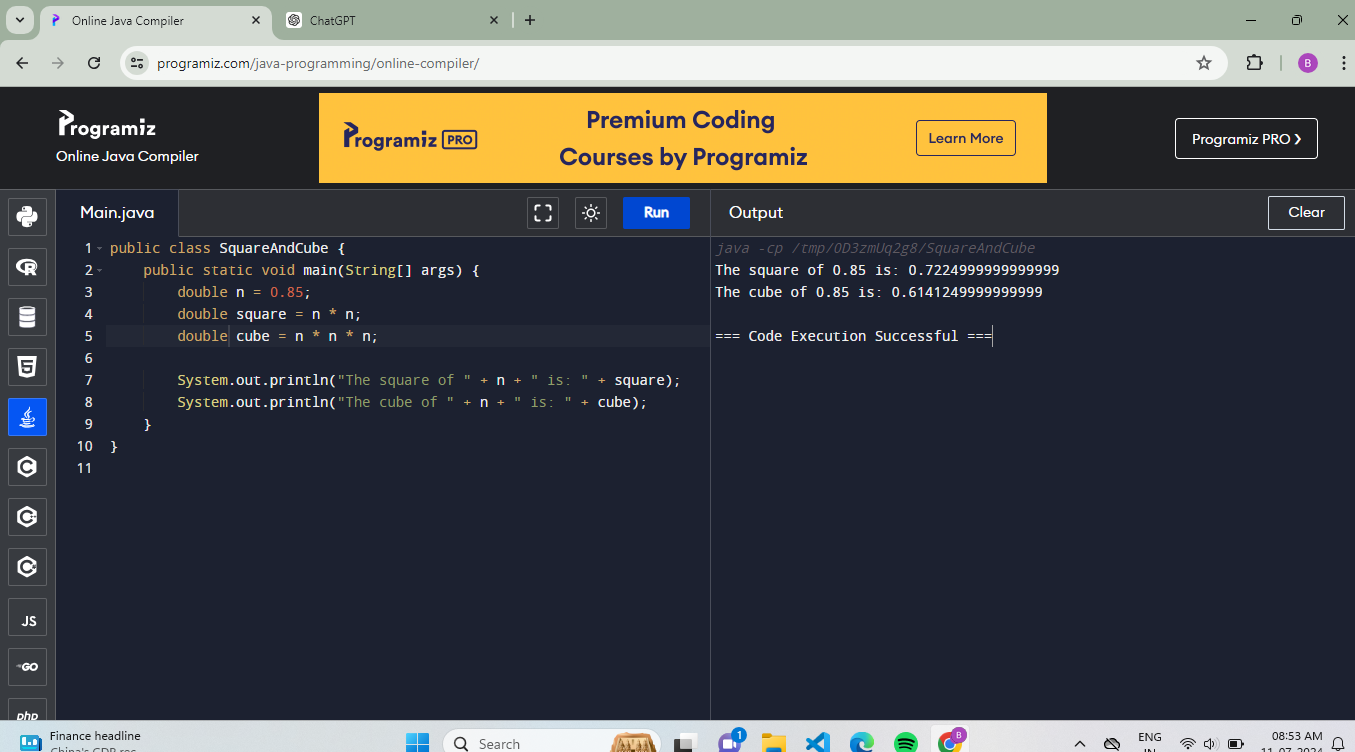 Online Java Compiler
ChatGPT
programiz.com/java-programming/online-compiler/
B
Programiz
Online Java Compiler
Programiz PRO
Premium Coding
Courses by Programiz
Learn More
Programiz PRO ❯
Main.java
Run
Output
Clear
1 public class SquareAndCube {
2 public static void main(String[] args) {
3 double n = 0.85;
4 double square = n * n;
5 double cube = n * n * n;
6
7 System.out.println("The square of " + n + " is: " + square);
8 System.out.println("The cube of " + n + " is: " + cube);
9 }
10 }
11
java -cp /tmp/0D3zmUq2g8/SquareAndCube
The square of 0.85 is: 0.7224999999999999
The cube of 0.85 is: 0.6141249999999999
=== Code Execution Successful ===
R
5
C
C
C
JS
GO
php
Finance headline
China's GDP rec...
Search
1
B
ENG
IN
08:53 AM
11-07-2024